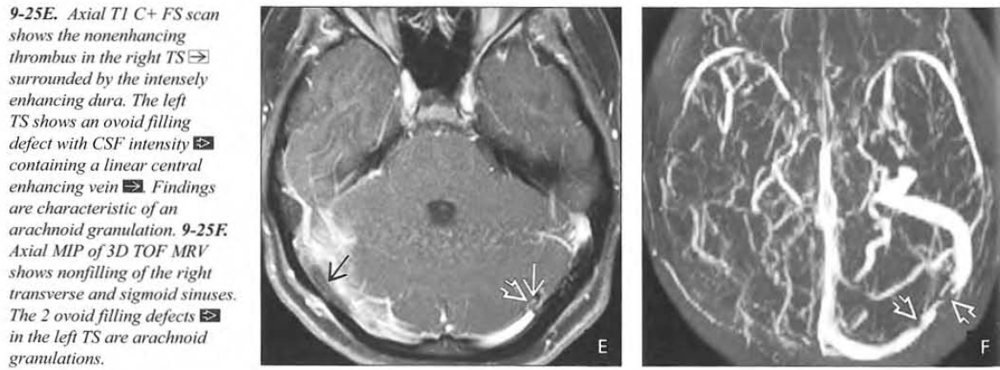 9-25E. Axial T1 C+ FS scan
shows the nonenhancing
thrombus in the right TS
surrounded by the intensely
enhancing dura. The left
TS shows an ovoid filling
defect with CSF intensity
containing a linear central
enhancing vein. Findings
are characteristic of an
arachnoid granulation. 9-25F.
Axial MIP of 3D TOF MRV
shows nonfilling of the right
transverse and sigmoid sinuses.
The 2 ovoid filling defects
in the left TS are arachnoid
granulations.
E
F